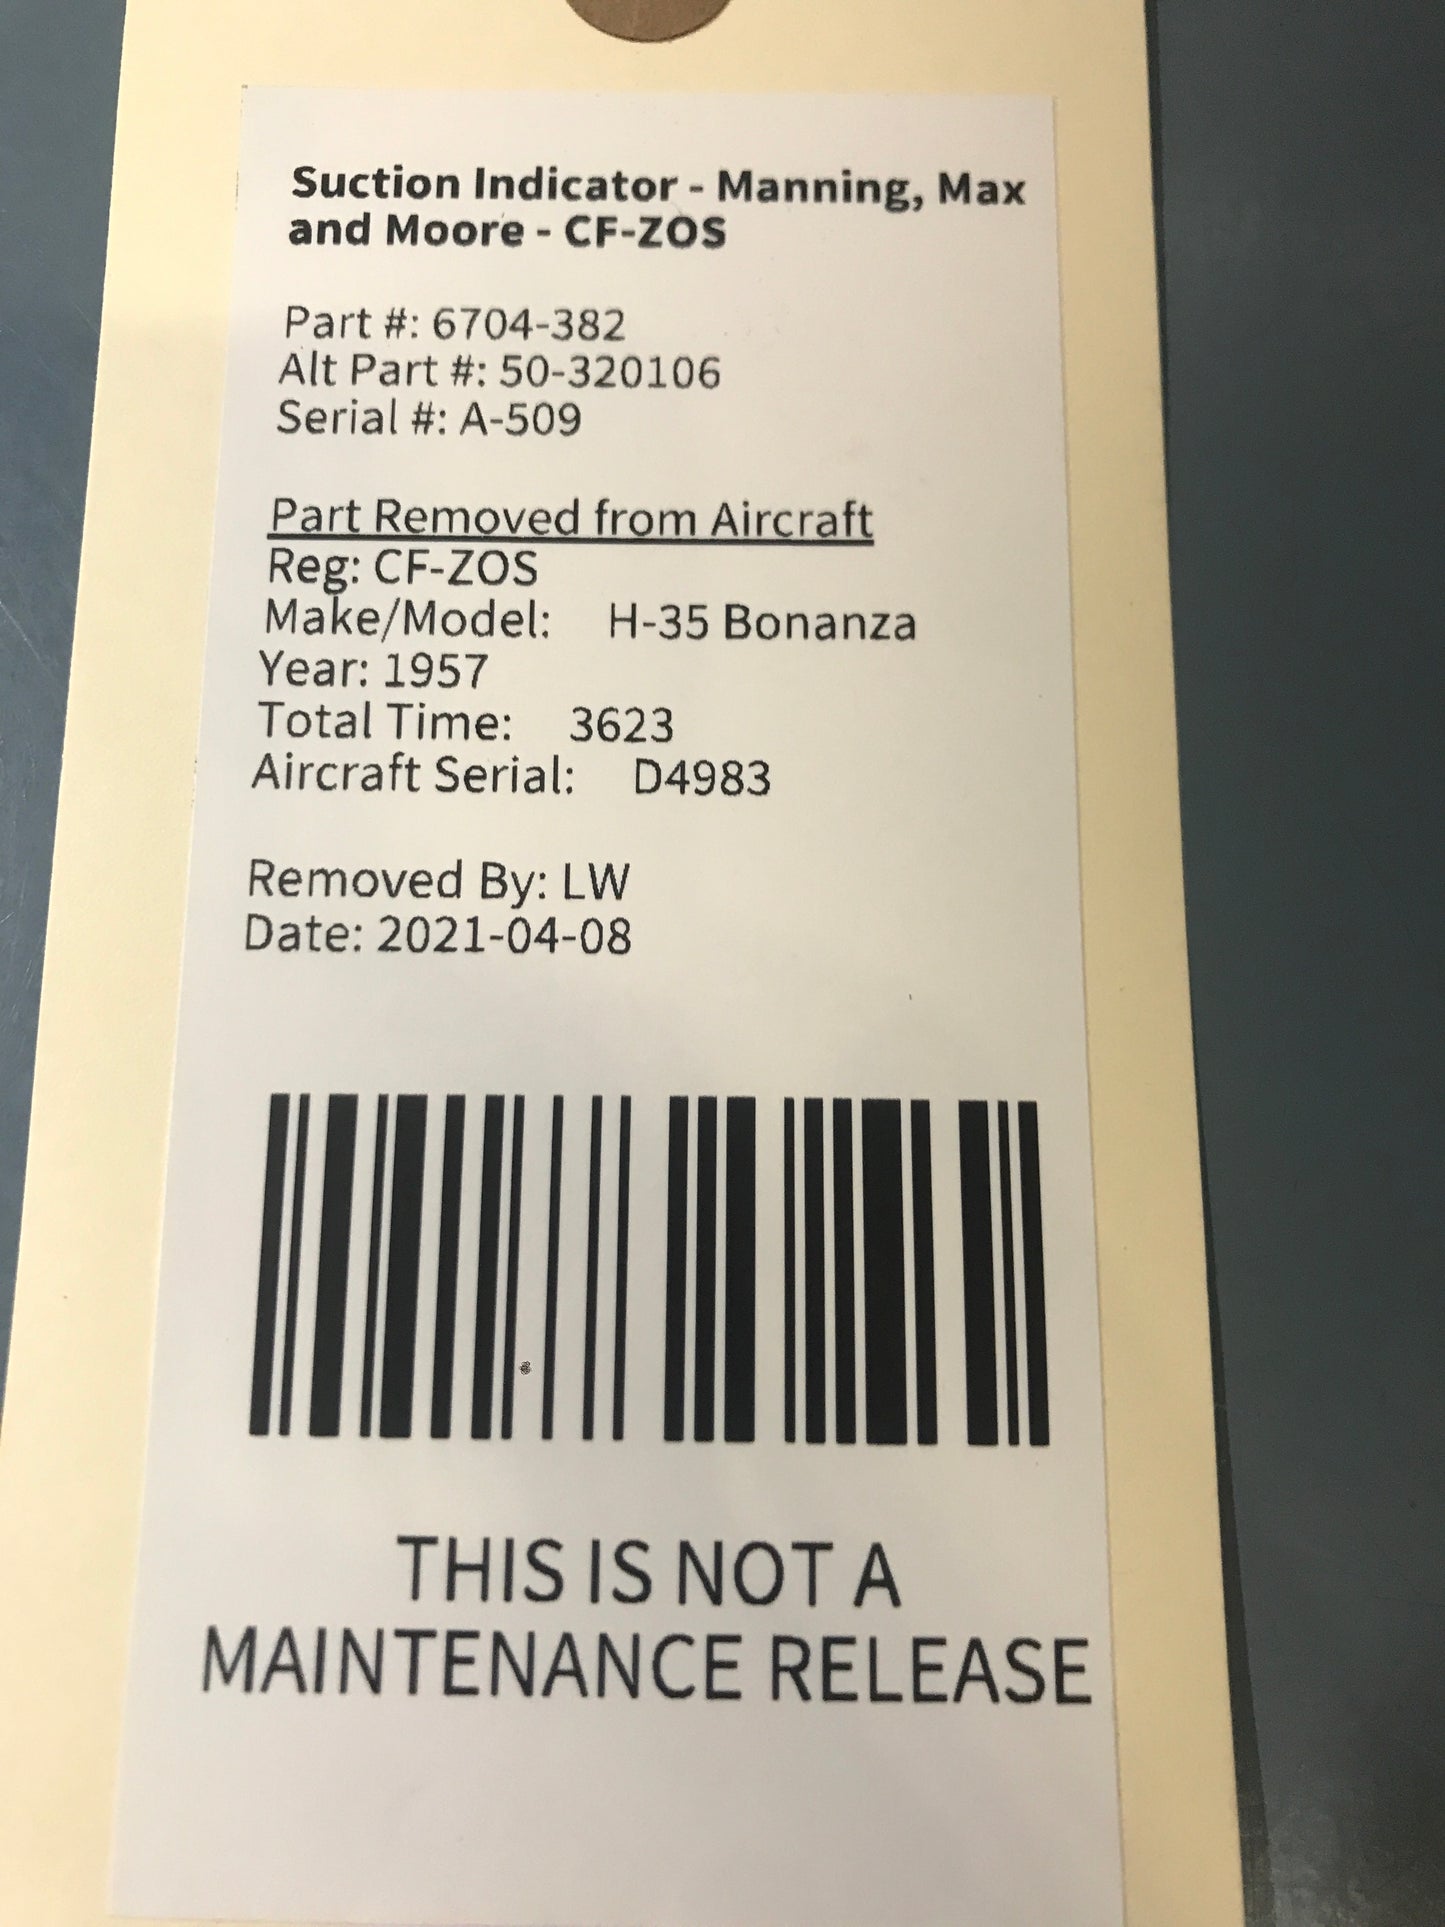 Suction Indicator - Manning, Max
and Moore - CF-ZOS
Part #: 6704-382
Alt Part #: 50-320106
Serial #: A-509
Part Removed from Aircraft
Reg: CF-ZOS
Make/Model: H-35 Bonanza
Year: 1957
Total Time: 3623
Aircraft Serial: D4983
Removed By: LW
Date: 2021-04-08
THIS IS NOT A
MAINTENANCE RELEASE